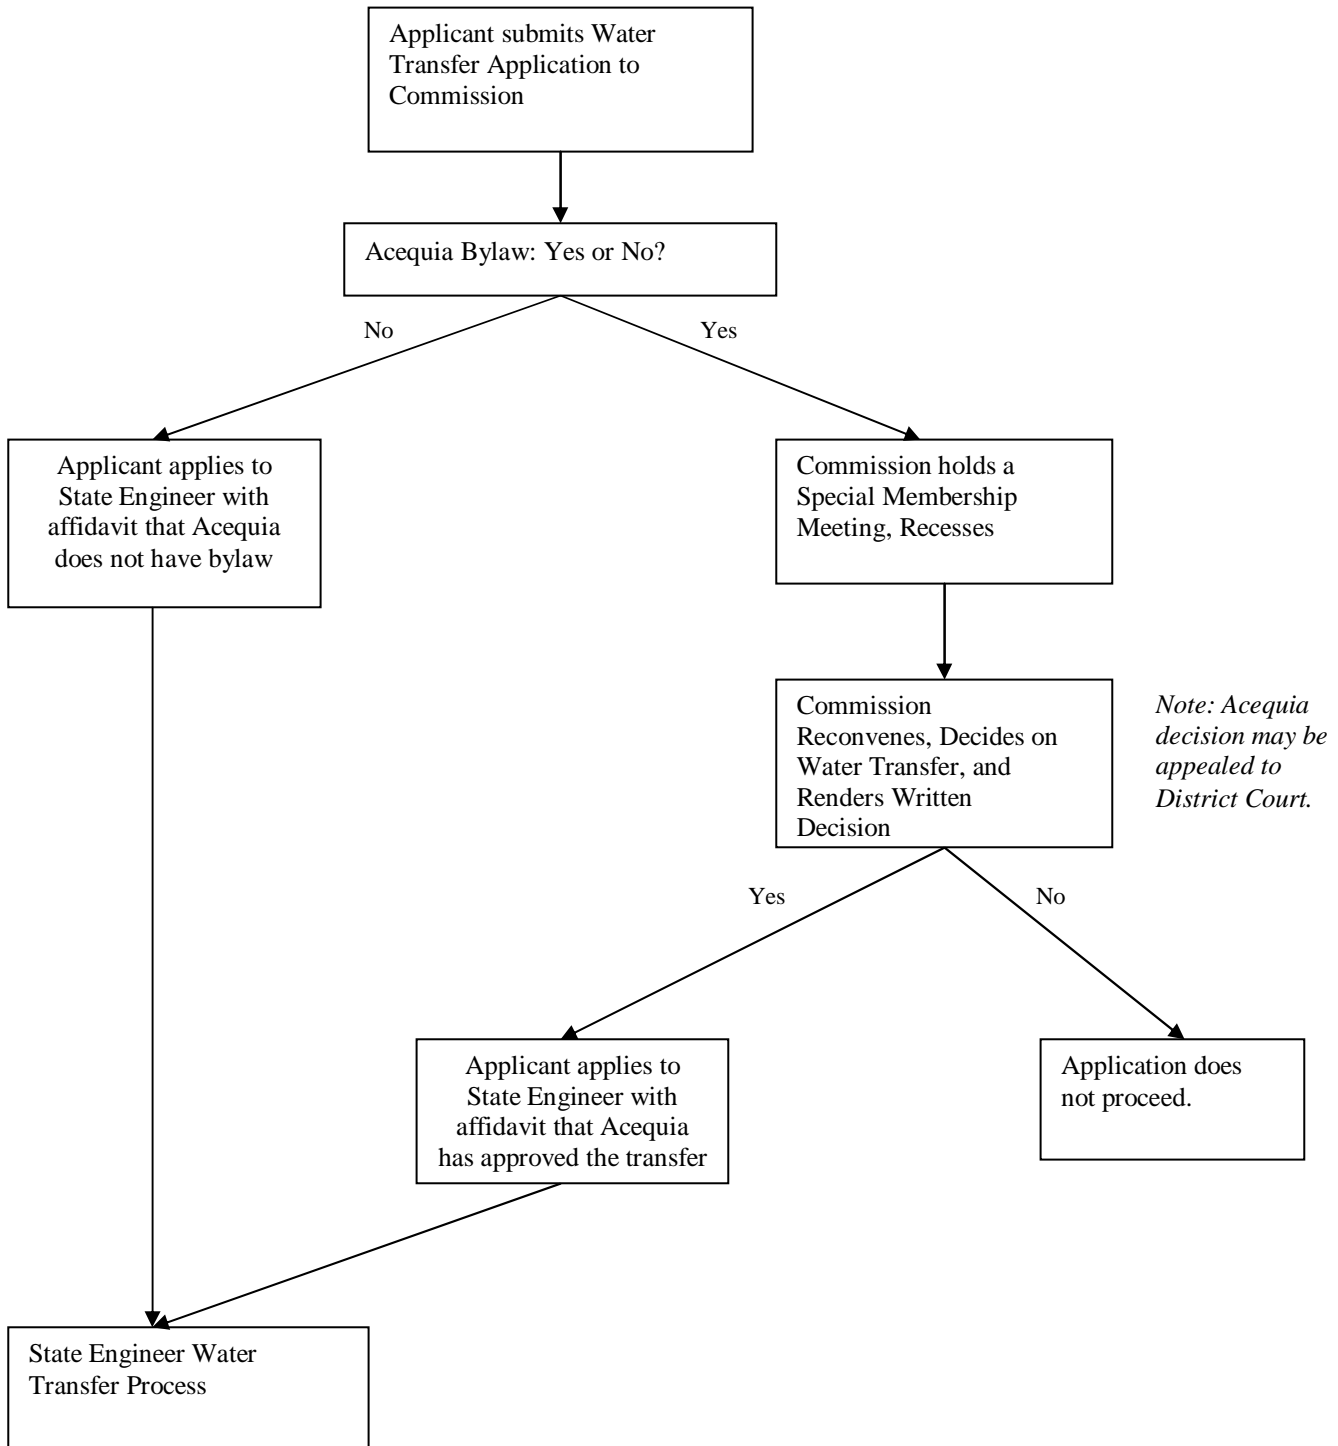 Applicant submits Water
Transfer Application to
Commission
Acequia Bylaw: Yes or No?
No
Yes
Applicant applies to
State Engineer with
affidavit that Acequia
does not have bylaw
Commission holds a
Special Membership
Meeting, Recesses
Commission
Reconvenes, Decides on
Water Transfer, and
Renders Written
Decision
Note: Acequia
decision may be
appealed to
District Court.
Yes
No
Applicant applies to
State Engineer with
affidavit that Acequia
has approved the transfer
Application does
not proceed.
State Engineer Water
Transfer Process